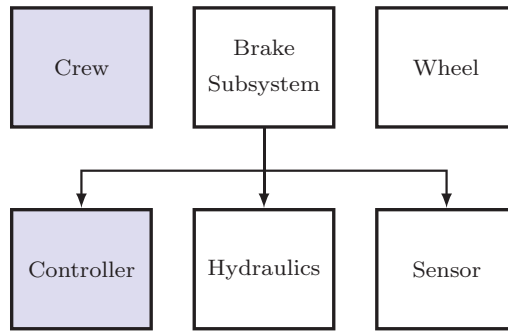 Crew
Brake
Subsystem
Wheel
Controller
Hydraulics
Sensor